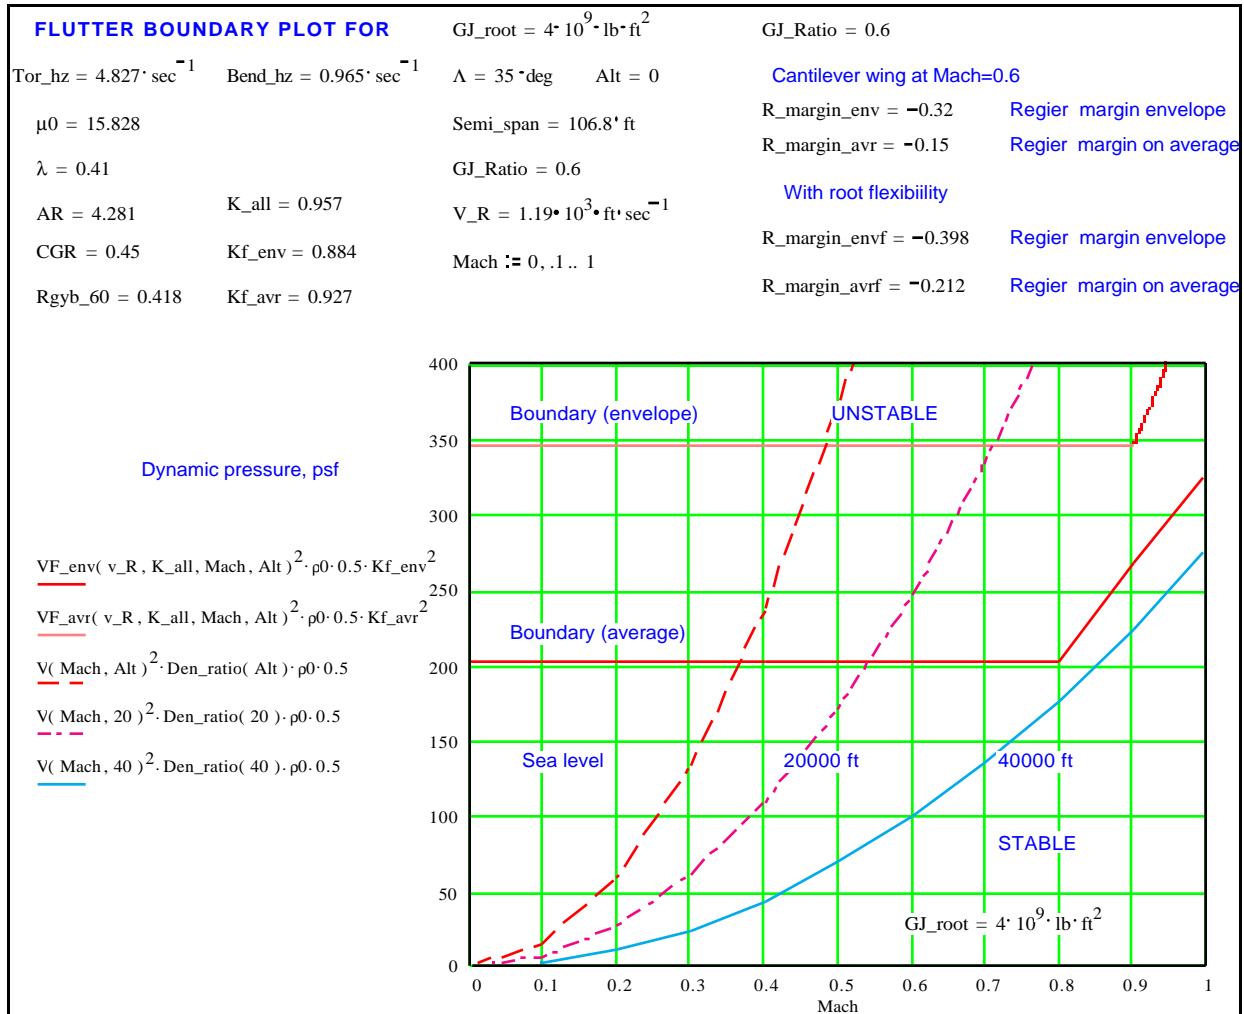 FLUTTER BOUNDARY PLOT FOR
GJ_root = 4·10^9·lb·ft^2
GJ_Ratio = 0.6
Tor_hz = 4.827·sec^−1
Bend_hz = 0.965·sec^−1
Λ = 35·deg
Alt = 0
Cantilever wing at Mach=0.6
μ0 = 15.828
Semi_span = 106.8·ft
R_margin_env = −0.32
Regier margin envelope
R_margin_avr = −0.15
Regier margin on average
λ = 0.41
GJ_Ratio = 0.6
With root flexibiility
AR = 4.281
K_all = 0.957
V_R = 1.19·10^3·ft·sec^−1
R_margin_envf = −0.398
Regier margin envelope
CGR = 0.45
Kf_env = 0.884
Mach := 0, .1 .. 1
R_margin_avrf = −0.212
Regier margin on average
Rgyb_60 = 0.418
Kf_avr = 0.927
Dynamic pressure, psf
VF_env( v_R , K_all, Mach, Alt )^2·ρ0·0.5·Kf_env^2
VF_avr( v_R , K_all, Mach, Alt )^2·ρ0·0.5·Kf_avr^2
V( Mach, Alt )^2·Den_ratio( Alt )·ρ0·0.5
V( Mach, 20 )^2·Den_ratio( 20 )·ρ0·0.5
V( Mach, 40 )^2·Den_ratio( 40 )·ρ0·0.5
400
350
300
250
200
150
100
50
0
Boundary (envelope)
UNSTABLE
Boundary (average)
Sea level
20000 ft
40000 ft
STABLE
GJ_root = 4·10^9·lb·ft^2
0 0.1 0.2 0.3 0.4 0.5 0.6 0.7 0.8 0.9 1
Mach